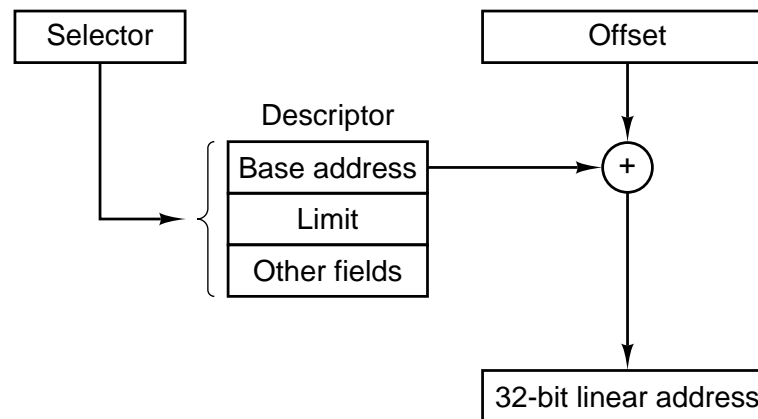 Selector
Offset
Descriptor
Base address
+
Limit
Other fields
32-bit linear address